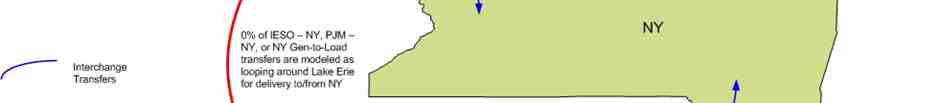 0% of IESO – NY, PJM –
NY, or NY Gen-to-Load
transfers are modeled as
looping around Lake Erie
for delivery to/from NY
NY
Interchange
Transfers